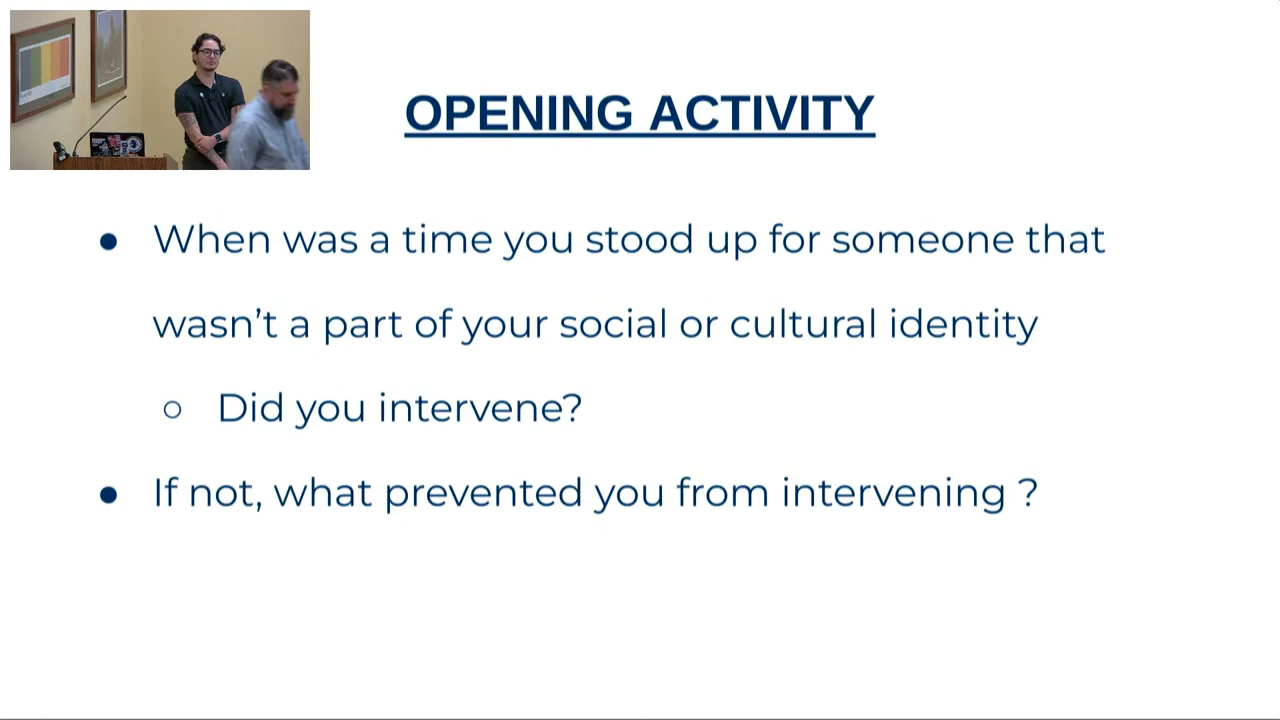 OPENING ACTIVITY
● When was a time you stood up for someone that
wasn’t a part of your social or cultural identity
○ Did you intervene?
● If not, what prevented you from intervening ?